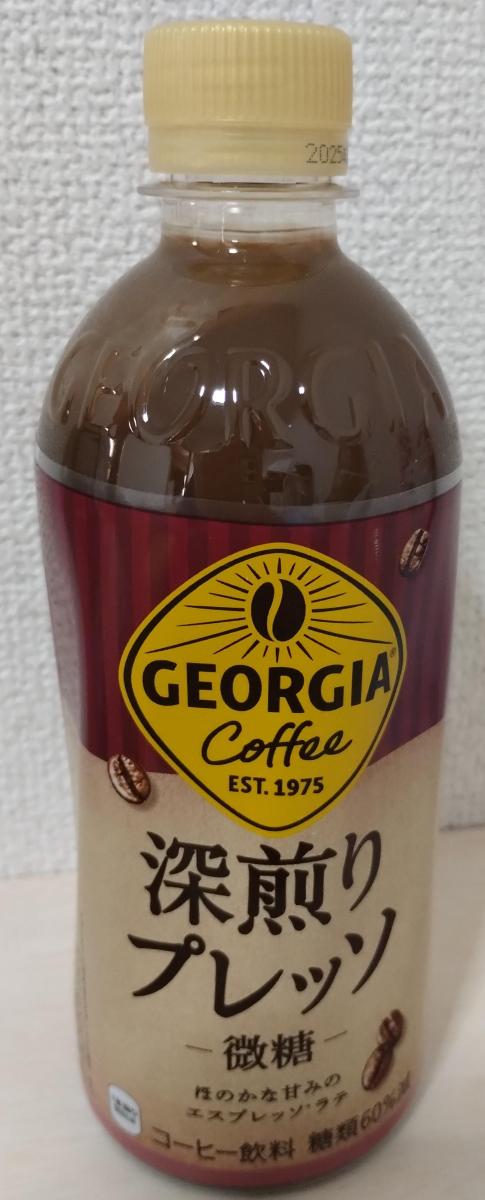 2025
GEORGIA
GEORGIA®
Coffee
EST. 1975
深煎り
プレッソ
微糖
ほのかな甘みの
エスプレッソ・ラテ
コーヒー飲料 糖類60%減